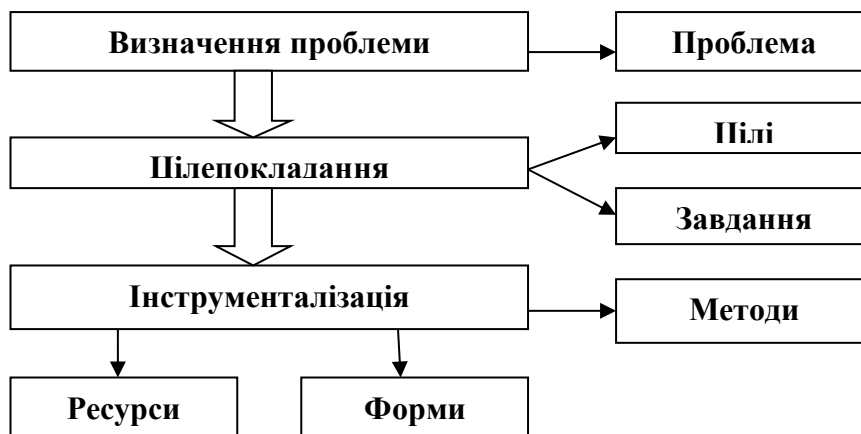 Визначення проблеми
Проблема
Цілепокладання
Цілі
Завдання
Інструменталізація
Методи
Ресурси
Форми